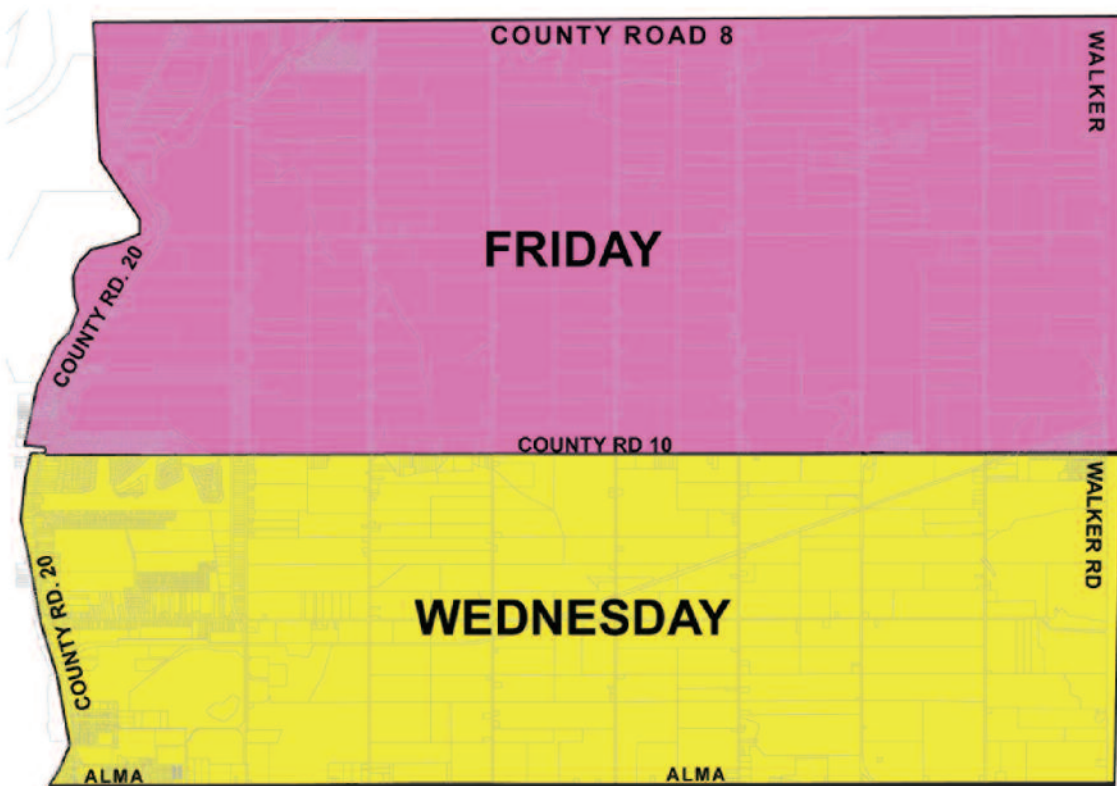 COUNTY ROAD 8
WALKER
FRIDAY
COUNTY RD. 20
COUNTY RD 10
WALKER RD
COUNTY RD. 20
WEDNESDAY
ALMA
ALMA